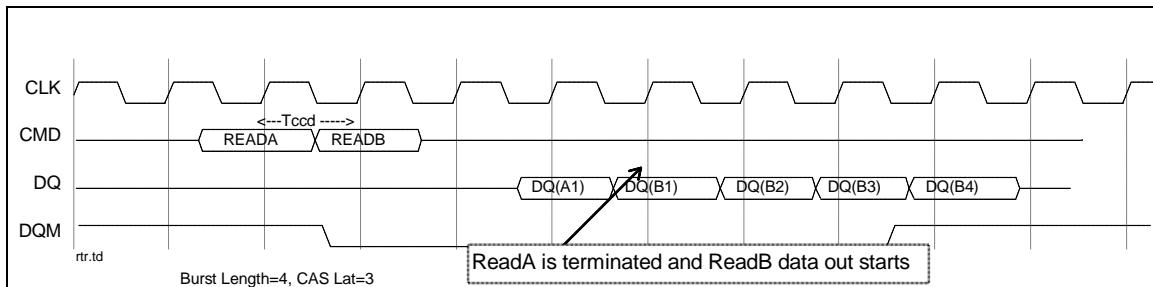 CLK
<---Tccd ----->
CMD READA READB
DQ DQ(A1) DQ(B1) DQ(B2) DQ(B3) DQ(B4)
DQM
rtr.td
ReadA is terminated and ReadB data out starts
Burst Length=4, CAS Lat=3